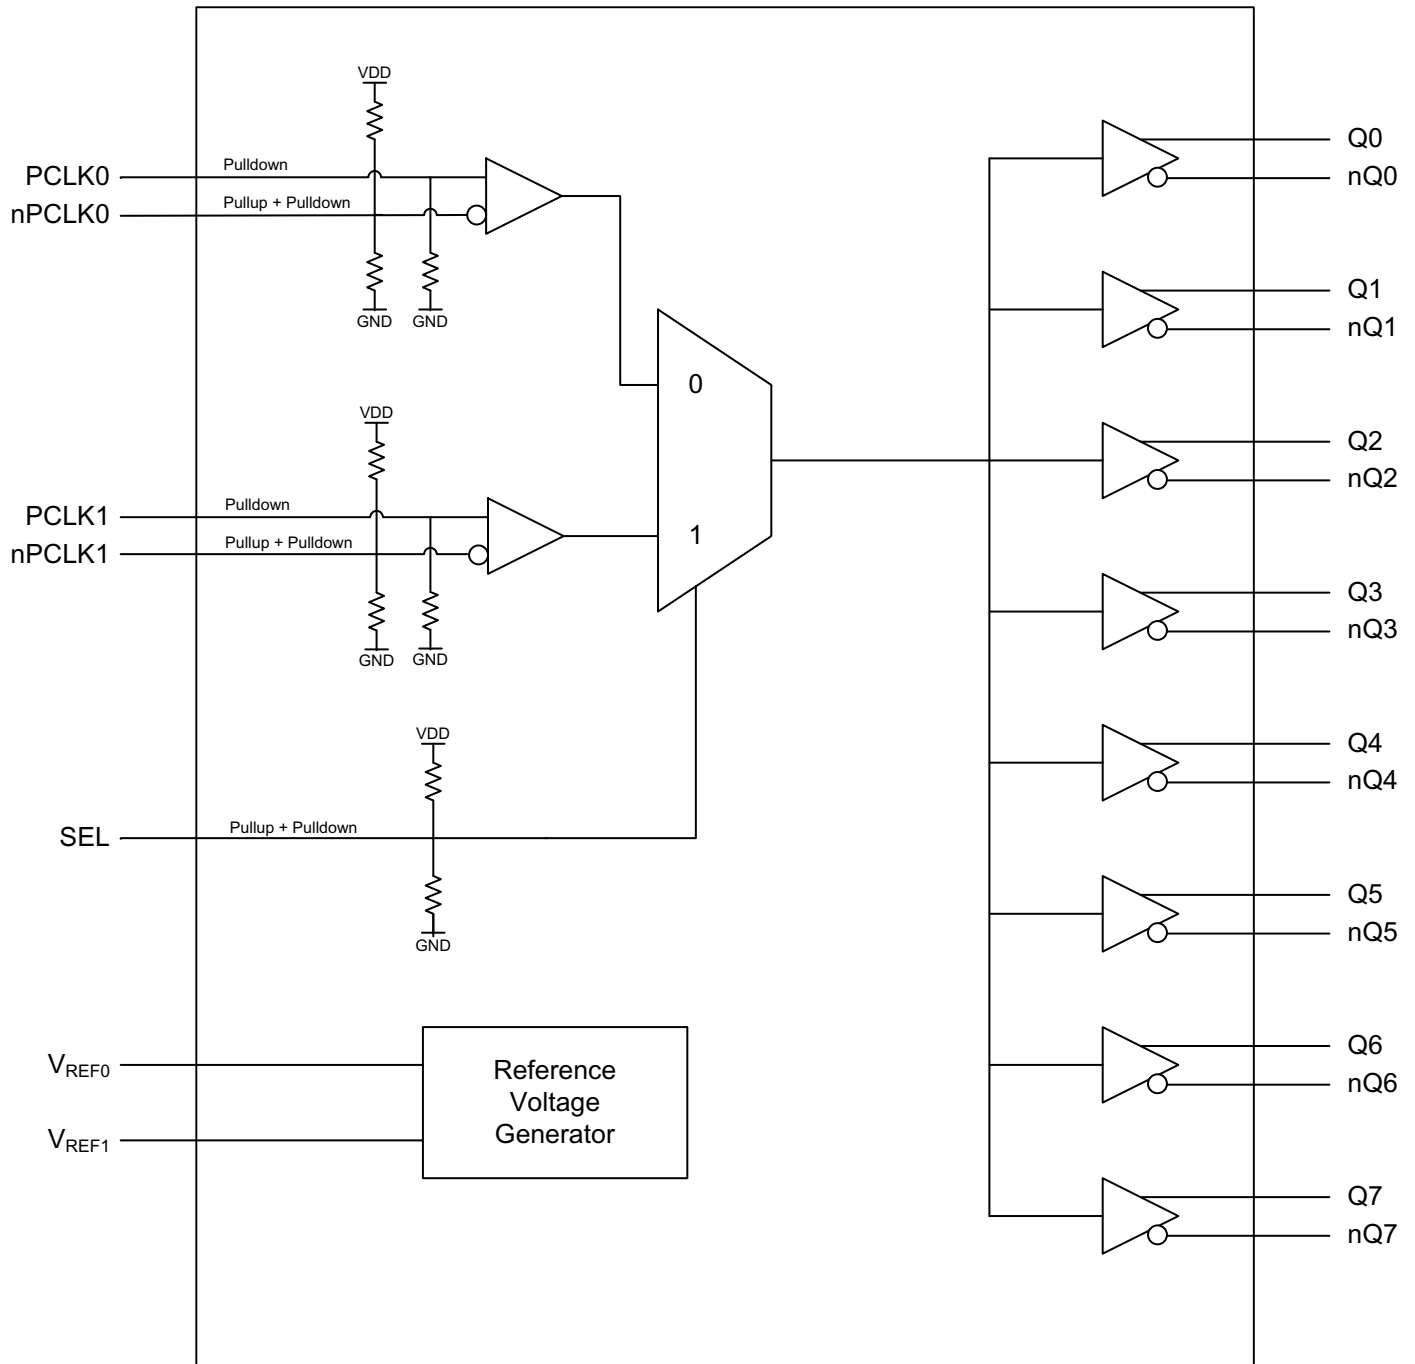 VDD
PCLK0
Pulldown
nPCLK0
Pullup + Pulldown
GND
GND
VDD
PCLK1
Pulldown
nPCLK1
Pullup + Pulldown
GND
GND
0
1
VDD
SEL
Pullup + Pulldown
GND
VREF0
VREF1
Reference
Voltage
Generator
Q0
nQ0
Q1
nQ1
Q2
nQ2
Q3
nQ3
Q4
nQ4
Q5
nQ5
Q6
nQ6
Q7
nQ7